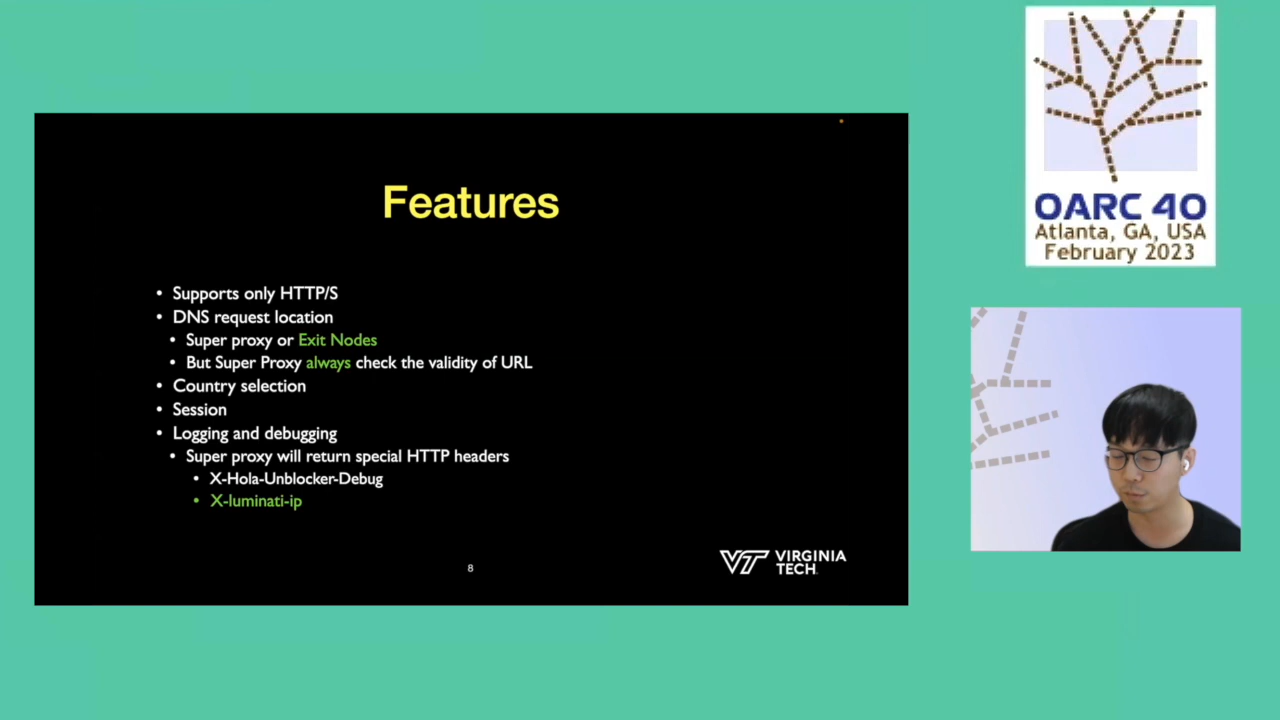 Features
• Supports only HTTP/S
• DNS request location
• Super proxy or Exit Nodes
• But Super Proxy always check the validity of URL
• Country selection
• Session
• Logging and debugging
• Super proxy will return special HTTP headers
• X-Hola-Unblocker-Debug
• X-luminati-ip
8
VT VIRGINIA
TECH
OARC 40
Atlanta, GA, USA
February 2023